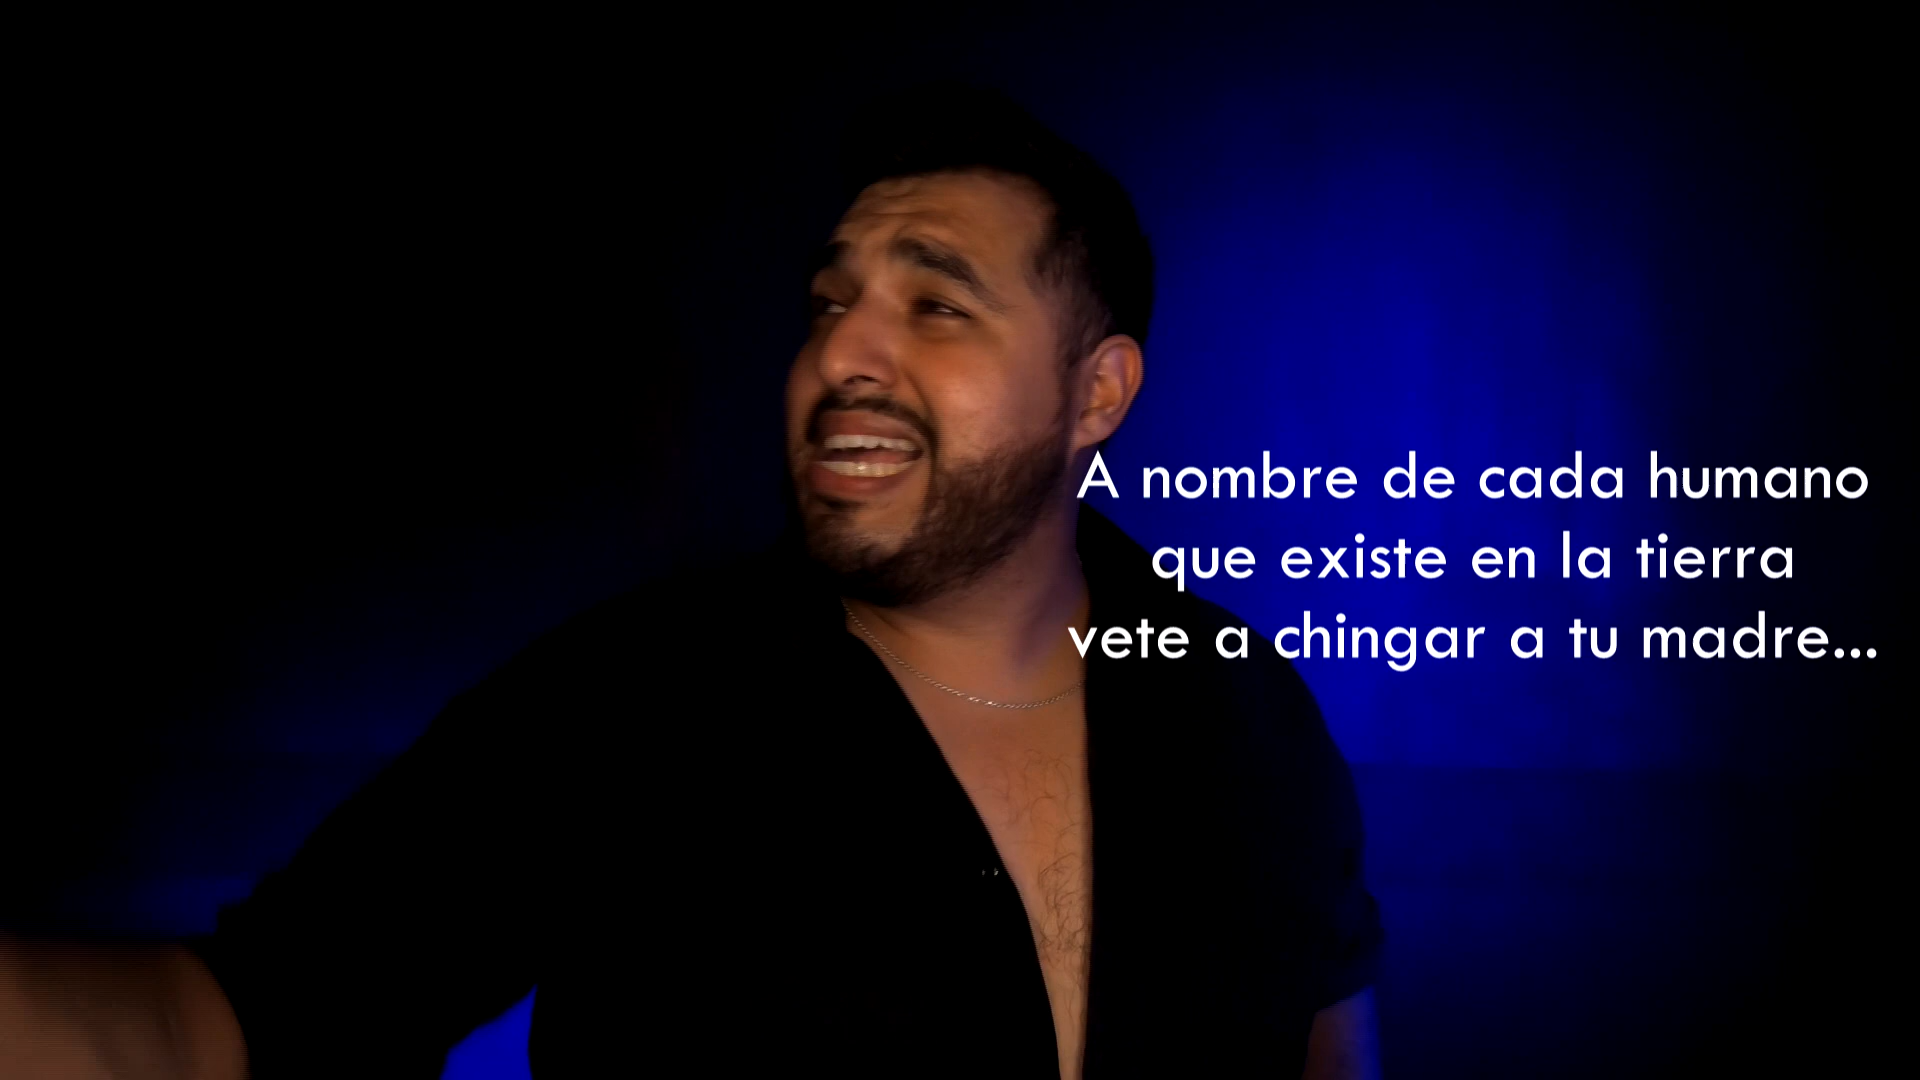 A nombre de cada humano
que existe en la tierra
vete a chingar a tu madre...